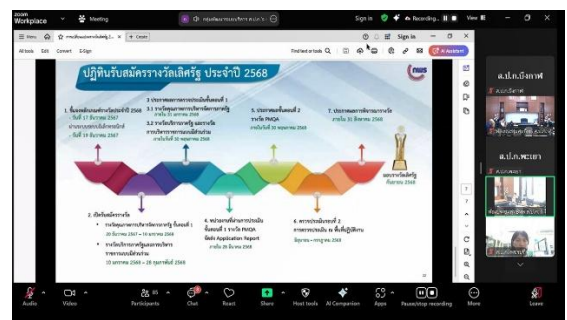 zoom
Workplace
Meeting
Sign in
Recording...
View
Menu
+ Create
Sign in
All tools
Edit
Convert
E-Sign
Find text or tools
AI Assistant
ปฏิทินรับสมัครรางวัลเลิศรัฐ ประจำปี 2568
1. ชี้แจงหลักเกณฑ์รางวัลประจำปี 2568
- วันที่ 17 ธันวาคม 2567
ผ่านระบบอิเล็กทรอนิกส์
- วันที่ 19 ธันวาคม 2567
3 ประกาศผลการตรวจประเมินขั้นตอนที่ 1
3.1 รางวัลคุณภาพการบริหารจัดการภาครัฐ
ภายใน 31 มกราคม 2568
3.2 รางวัลบริการภาครัฐ และรางวัล
การบริหารราชการแบบมีส่วนร่วม
ภายในวันที่ 30 พฤษภาคม 2568
5. ประกาศผลขั้นตอนที่ 2
รางวัล PMQA
ภายในวันที่ 30 พฤษภาคม 2568
7. ประกาศผลการพิจารณารางวัล
ภายใน 31 สิงหาคม 2568
มอบรางวัลเลิศรัฐ
กันยายน 2568
2. เปิดรับสมัครรางวัล
• รางวัลคุณภาพการบริหารจัดการภาครัฐ ขั้นตอนที่ 1
20 ธันวาคม 2567 – 10 มกราคม 2568
• รางวัลบริการภาครัฐและรางวัลการบริหาร
ราชการแบบมีส่วนร่วม
10 มกราคม 2568 – 28 กุมภาพันธ์ 2568
4. หน่วยงานที่ผ่านการประเมิน
ขั้นตอนที่ 1 รางวัล PMQA
จัดส่ง Application Report
ภายใน 29 มีนาคม 2568
6. ตรวจประเมินขั้นตอนที่ 2
การตรวจประเมิน ณ พื้นที่ปฏิบัติงาน
มิถุนายน – กรกฎาคม 2568
ส.ป.ก.บึงกาฬ
ส.ป.ก.บึงกาฬ
ส.ป.ก.พะเยา
ส.ป.ก.พะเยา
7
Audio
Video
Participants
85
Chat
React
Share
Host tools
AI Companion
Apps
Pause/stop recording
More
Leave